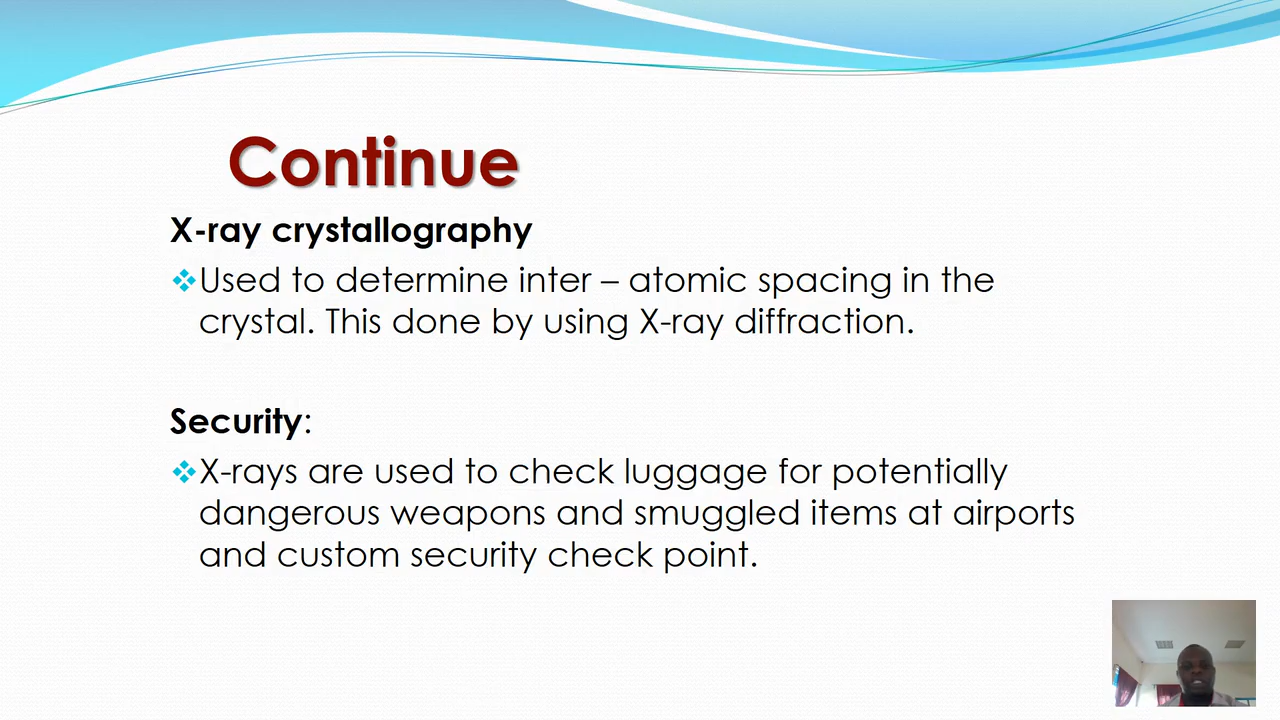 Continue
X-ray crystallography
Used to determine inter – atomic spacing in the
crystal. This done by using X-ray diffraction.
Security:
X-rays are used to check luggage for potentially
dangerous weapons and smuggled items at airports
and custom security check point.